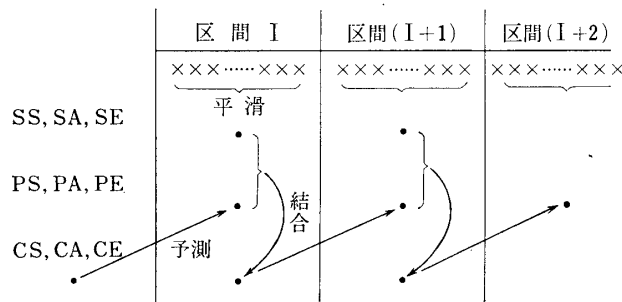 区間 I 区間(I+1) 区間(I+2)
×××……××× ×××……××× ×××……×××
平滑
SS, SA, SE
PS, PA, PE
結合
CS, CA, CE 予測